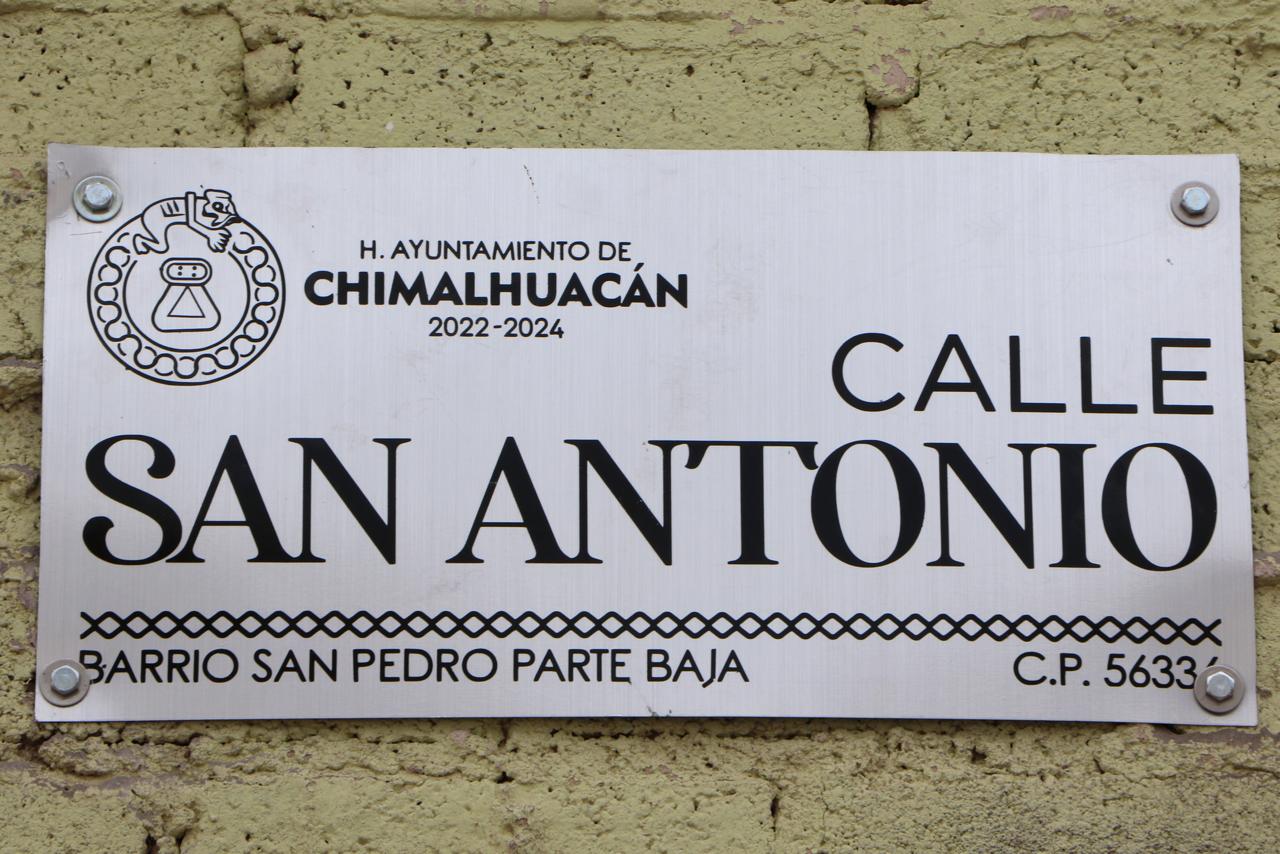 H. AYUNTAMIENTO DE
CHIMALHUACÁN
2022-2024
CALLE
SAN ANTONIO
BARRIO SAN PEDRO PARTE BAJA
C.P.